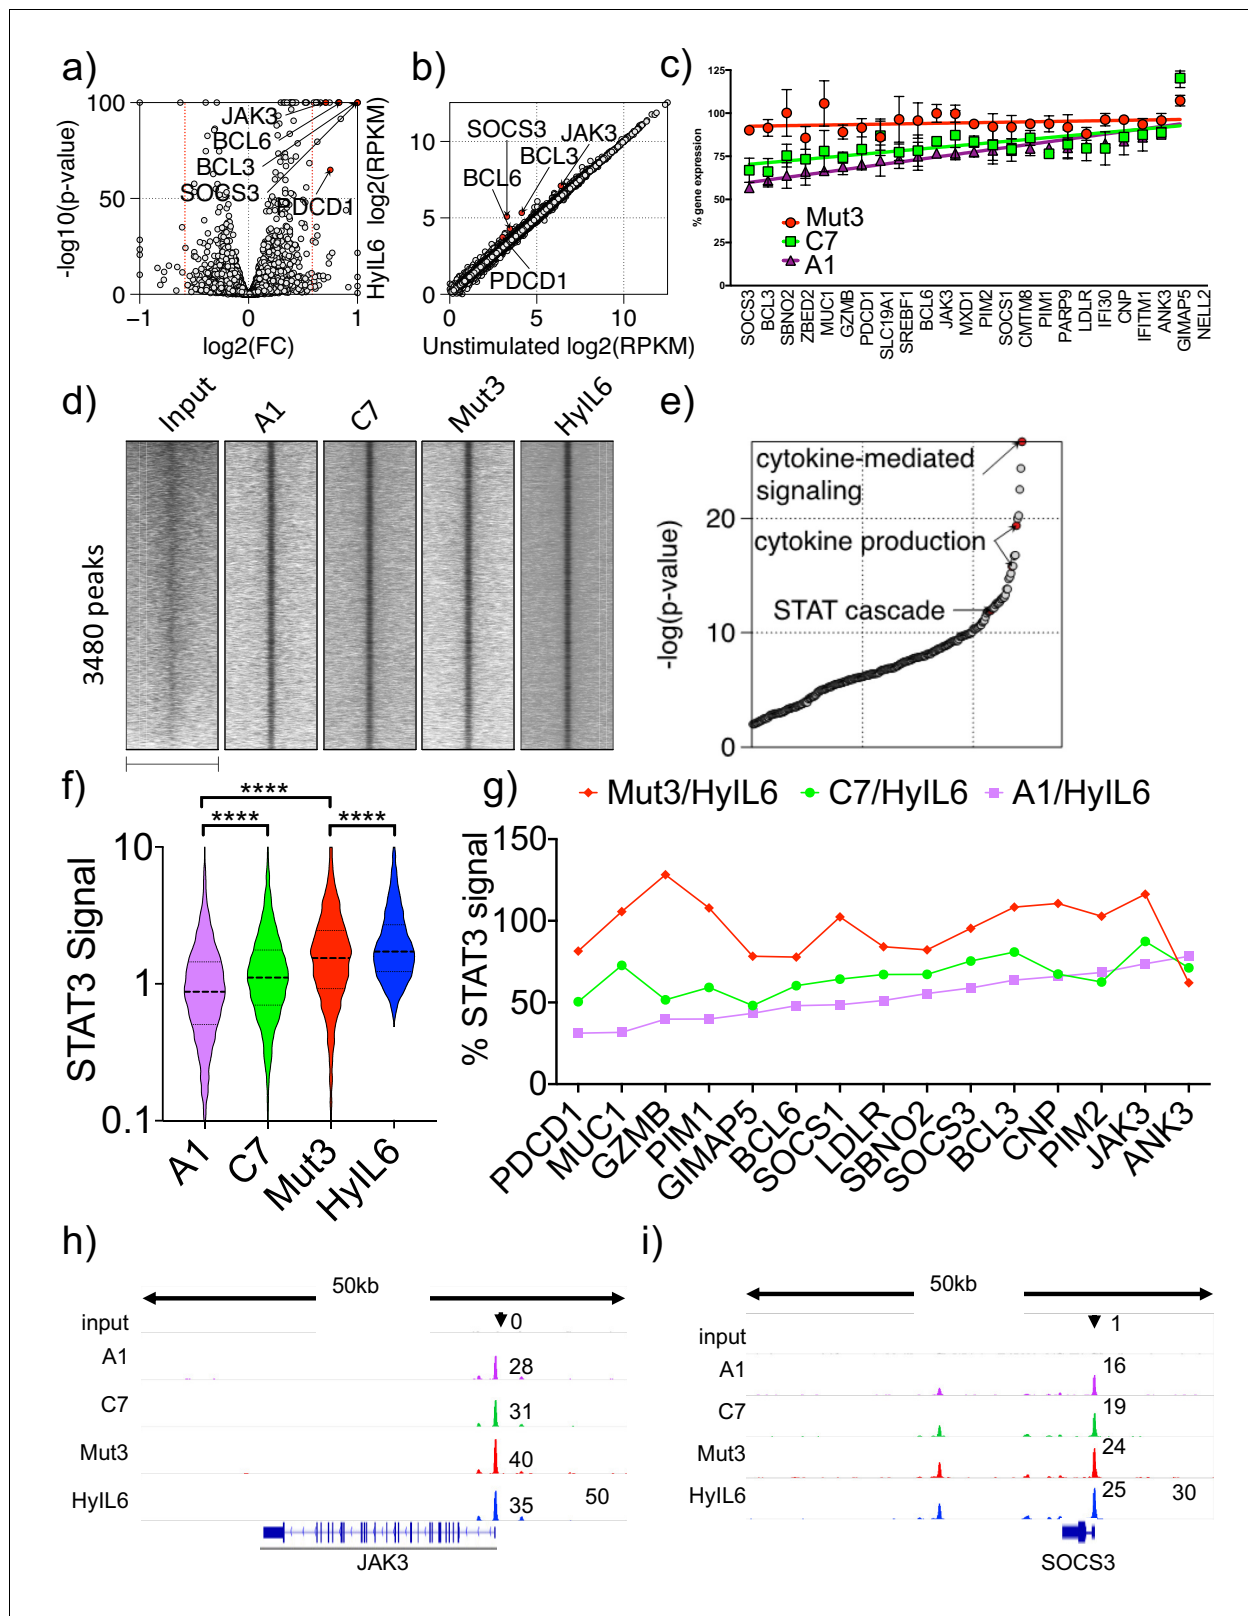 a)
100
50
0
-1
0
1
-log10(p-value)
log2(FC)
JAK3
BCL6
BCL3
SOCS3
PDCD1
b)
10
5
0
0
5
10
HyIL6 log2(RPKM)
Unstimulated log2(RPKM)
SOCS3
JAK3
BCL3
BCL6
PDCD1
c)
125
100
75
50
25
0
% gene expression
Mut3
C7
A1
SOCS3
BCL3
SBNO2
ZBED2
MUC1
GZMB
PDCD1
SLC19A1
SREBF1
BCL6
JAK3
MXD1
PIM2
SOCS1
CMTM8
PIM1
PARP9
LDLR
IFI30
CNP
IFITM1
ANK3
GIMAP5
NELL2
d)
Input
A1
C7
Mut3
HyIL6
3480 peaks
e)
cytokine-mediated
signaling
cytokine production
STAT cascade
20
10
0
-log(p-value)
f)
****
****
****
10
1
0.1
STAT3 Signal
A1
C7
Mut3
HyIL6
g)
Mut3/HyIL6
C7/HyIL6
A1/HyIL6
150
100
50
0
% STAT3 signal
PDCD1
MUC1
GZMB
PIM1
GIMAP5
BCL6
SOCS1
LDLR
SBNO2
SOCS3
BCL3
CNP
PIM2
JAK3
ANK3
h)
50kb
input 0
A1 28
C7 31
Mut3 40
HyIL6 35 50
JAK3
i)
50kb
input 1
A1 16
C7 19
Mut3 24
HyIL6 25 30
SOCS3